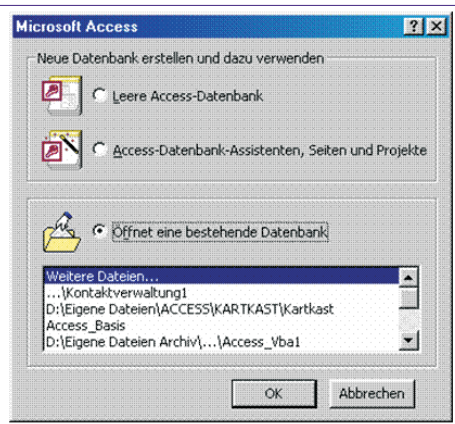 Microsoft Access
Neue Datenbank erstellen und dazu verwenden
Leere Access-Datenbank
Access-Datenbank-Assistenten, Seiten und Projekte
Öffnet eine bestehende Datenbank
Weitere Dateien...
...\Kontaktverwaltung1
D:\Eigene Dateien\ACCESS\KARTKAST\Kartkast
Access_Basis
D:\Eigene Dateien Archiv\...\Access_Vba1
OK Abbrechen